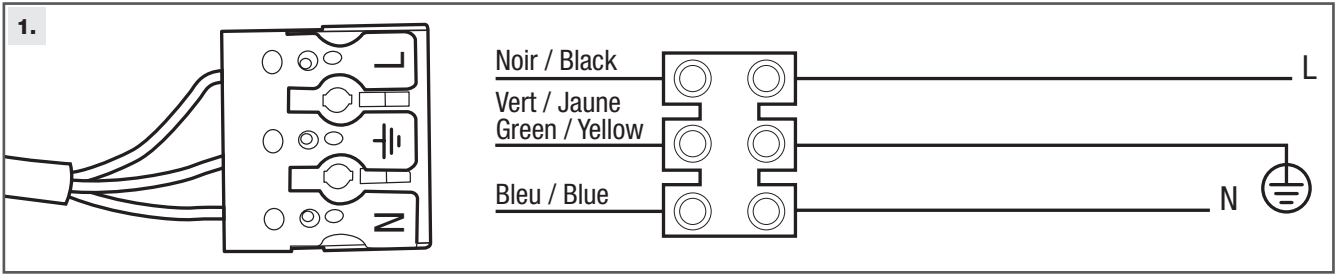 1.
L
N
Noir / Black
Vert / Jaune
Green / Yellow
Bleu / Blue
L
N